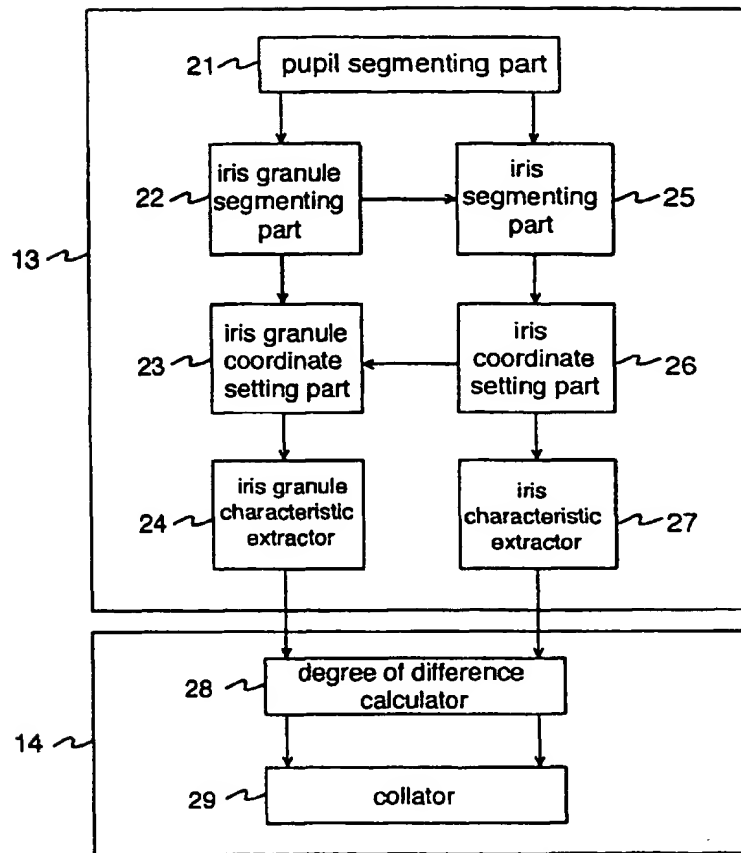 21
pupil segmenting part
iris granule
segmenting
part
22
iris
segmenting
part
25
13
iris granule
coordinate
setting part
23
iris
coordinate
setting part
26
iris granule
characteristic
extractor
24
iris
characteristic
extractor
27
degree of difference
calculator
28
14
collator
29